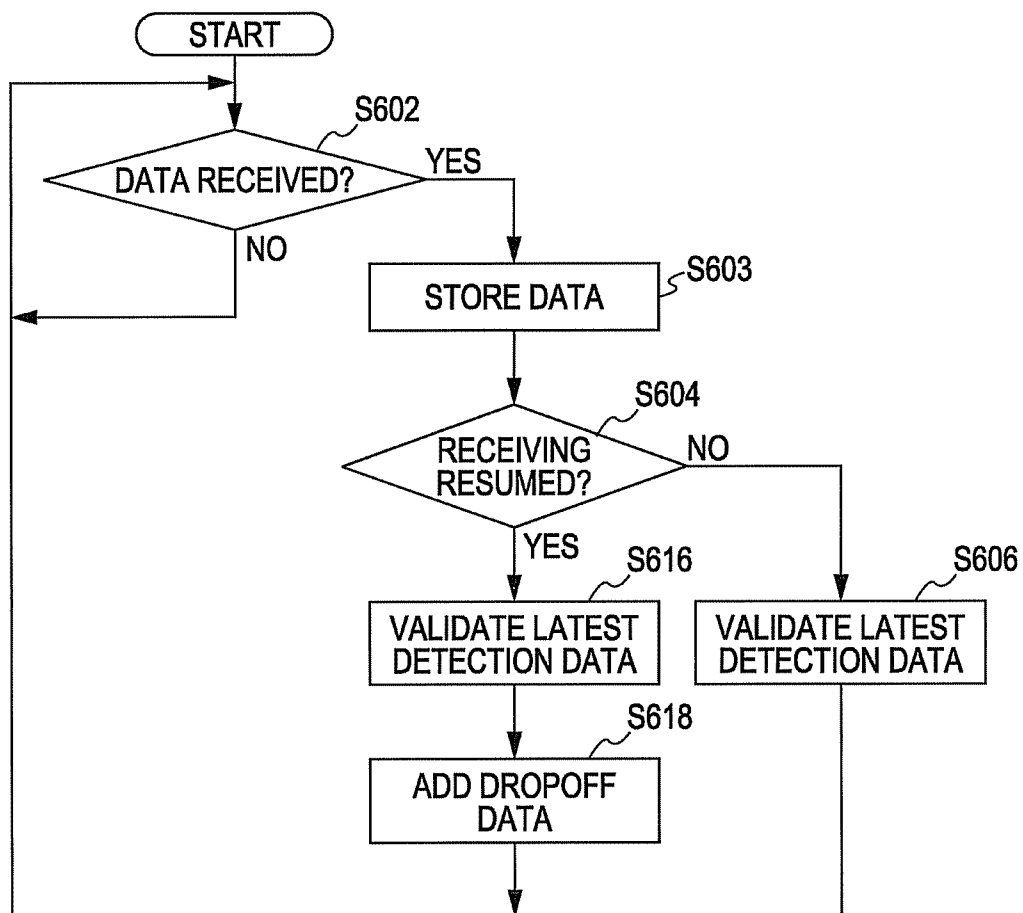 START
S602
DATA RECEIVED?
YES
NO
S603
STORE DATA
S604
RECEIVING
RESUMED?
NO
YES
S616
VALIDATE LATEST
DETECTION DATA
S606
VALIDATE LATEST
DETECTION DATA
S618
ADD DROPOFF
DATA